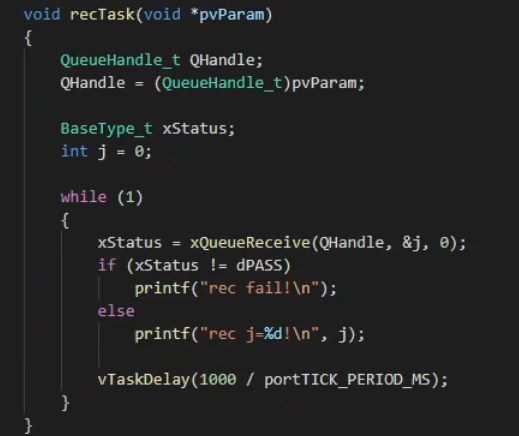 void recTask(void *pvParam)
{
    QueueHandle_t QHandle;
    QHandle = (QueueHandle_t)pvParam;

    BaseType_t xStatus;
    int j = 0;

    while (1)
    {
        xStatus = xQueueReceive(QHandle, &j, 0);
        if (xStatus != dPASS)
            printf("rec fail!\n");
        else
            printf("rec j=%d!\n", j);

        vTaskDelay(1000 / portTICK_PERIOD_MS);
    }
}